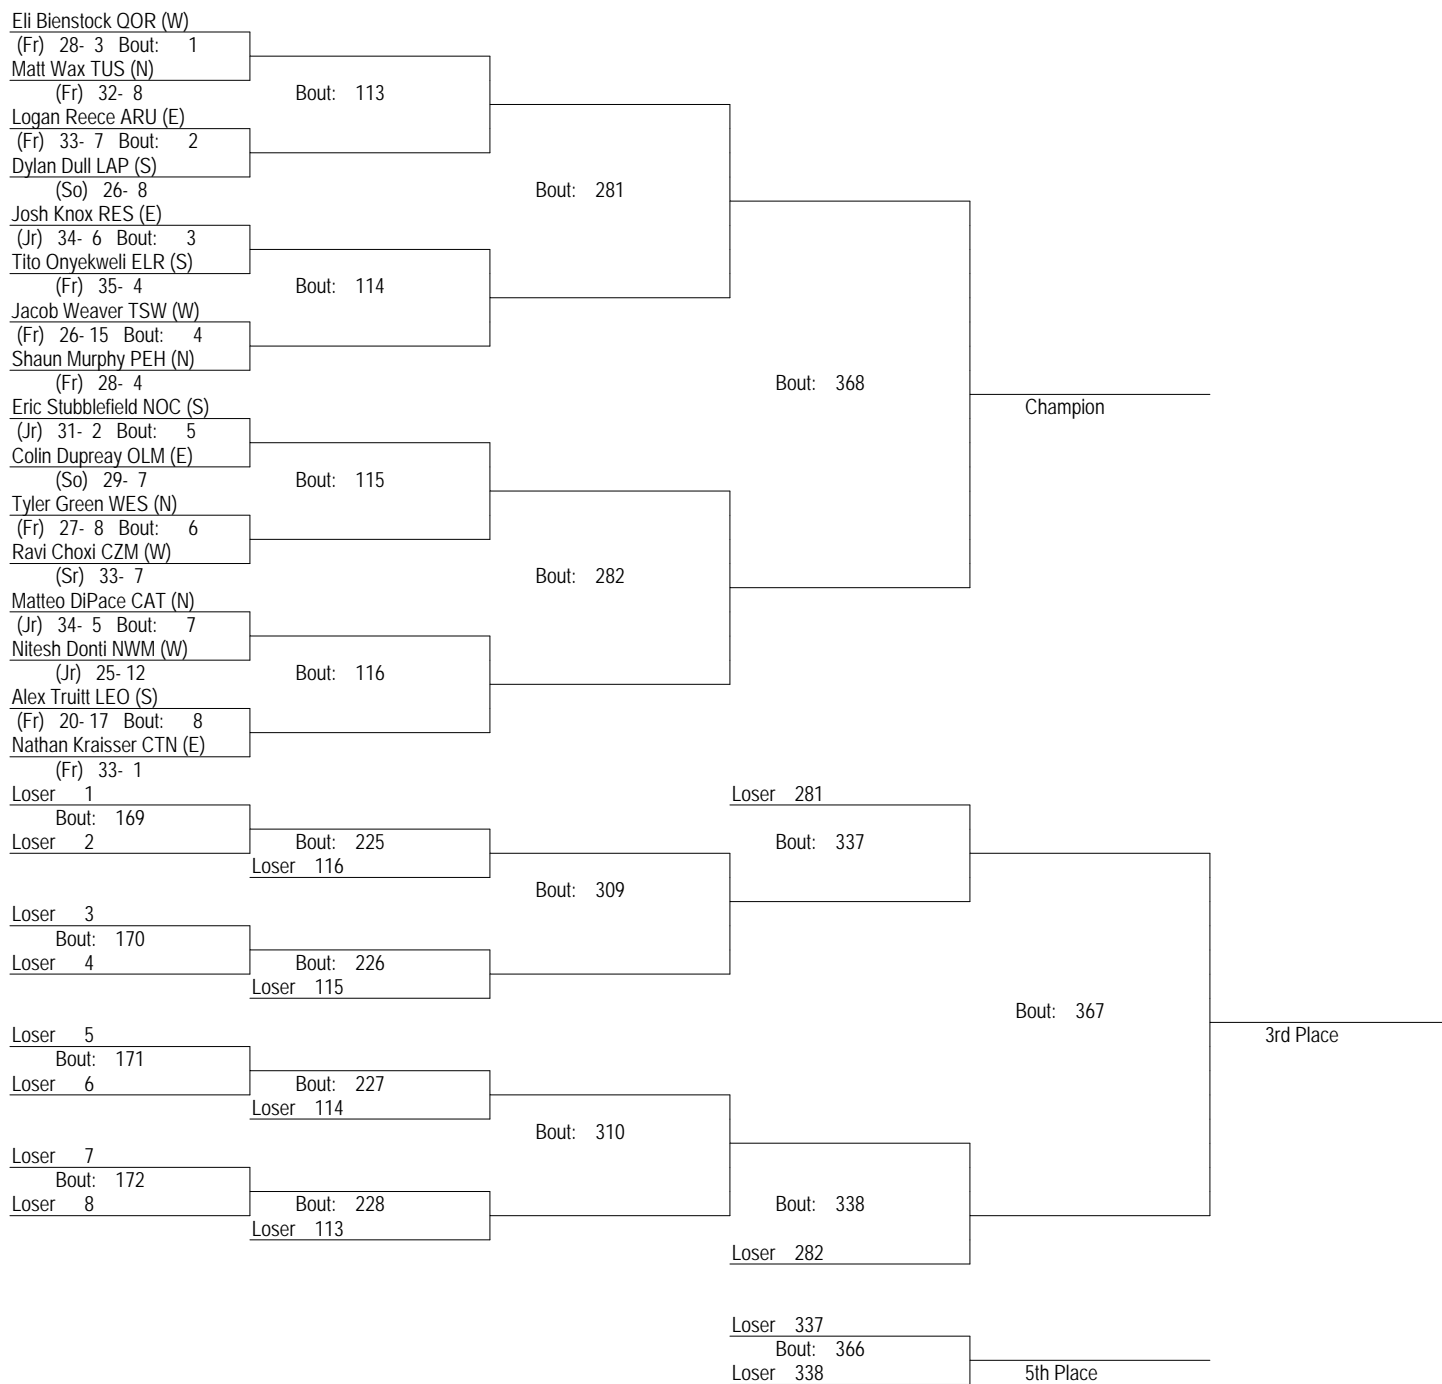 Eli Bienstock QOR (W)
(Fr) 28- 3 Bout: 1
Matt Wax TUS (N)
(Fr) 32- 8
Bout: 113
Logan Reece ARU (E)
(Fr) 33- 7 Bout: 2
Dylan Dull LAP (S)
(So) 26- 8
Bout: 281
Josh Knox RES (E)
(Jr) 34- 6 Bout: 3
Tito Onyekweli ELR (S)
(Fr) 35- 4
Bout: 114
Jacob Weaver TSW (W)
(Fr) 26- 15 Bout: 4
Shaun Murphy PEH (N)
(Fr) 28- 4
Bout: 368
Champion
Eric Stubblefield NOC (S)
(Jr) 31- 2 Bout: 5
Colin Dupreay OLM (E)
(So) 29- 7
Bout: 115
Tyler Green WES (N)
(Fr) 27- 8 Bout: 6
Ravi Choxi CZM (W)
(Sr) 33- 7
Bout: 282
Matteo DiPace CAT (N)
(Jr) 34- 5 Bout: 7
Nitesh Donti NWM (W)
(Jr) 25- 12
Bout: 116
Alex Truitt LEO (S)
(Fr) 20- 17 Bout: 8
Nathan Kraisser CTN (E)
(Fr) 33- 1
Loser 1
Bout: 169
Loser 2
Bout: 225
Loser 116
Bout: 309
Loser 281
Bout: 337
Loser 3
Bout: 170
Loser 4
Bout: 226
Loser 115
Bout: 367
3rd Place
Loser 5
Bout: 171
Loser 6
Bout: 227
Loser 114
Bout: 310
Loser 7
Bout: 172
Loser 8
Bout: 228
Loser 113
Bout: 338
Loser 282
Loser 337
Bout: 366
Loser 338
5th Place